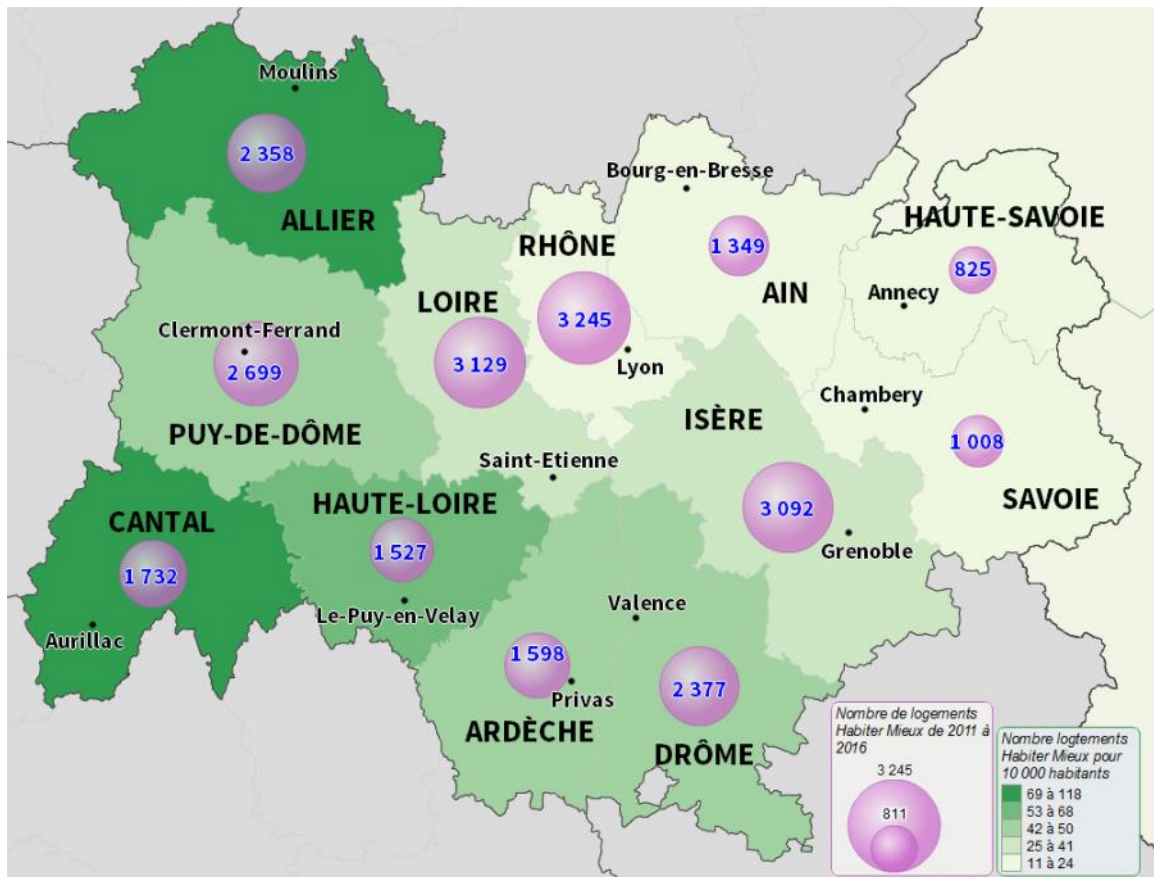 Moulins
2 358
ALLIER
Bourg-en-Bresse
HAUTE-SAVOIE
RHÔNE
1 349
825
AIN
Annecy
LOIRE
3 245
Clermont-Ferrand
2 699
3 129
Lyon
Chambery
ISÈRE
PUY-DE-DÔME
1 008
Saint-Etienne
SAVOIE
HAUTE-LOIRE
CANTAL
3 092
1 527
Grenoble
1 732
Le-Puy-en-Velay
Valence
Aurillac
1 598
Privas
2 377
ARDÈCHE
DRÔME
Nombre de logements
Habiter Mieux de 2011 à
2016
3 245
811
Nombre logtements
Habiter Mieux pour
10 000 habitants
69 à 118
53 à 68
42 à 50
25 à 41
11 à 24